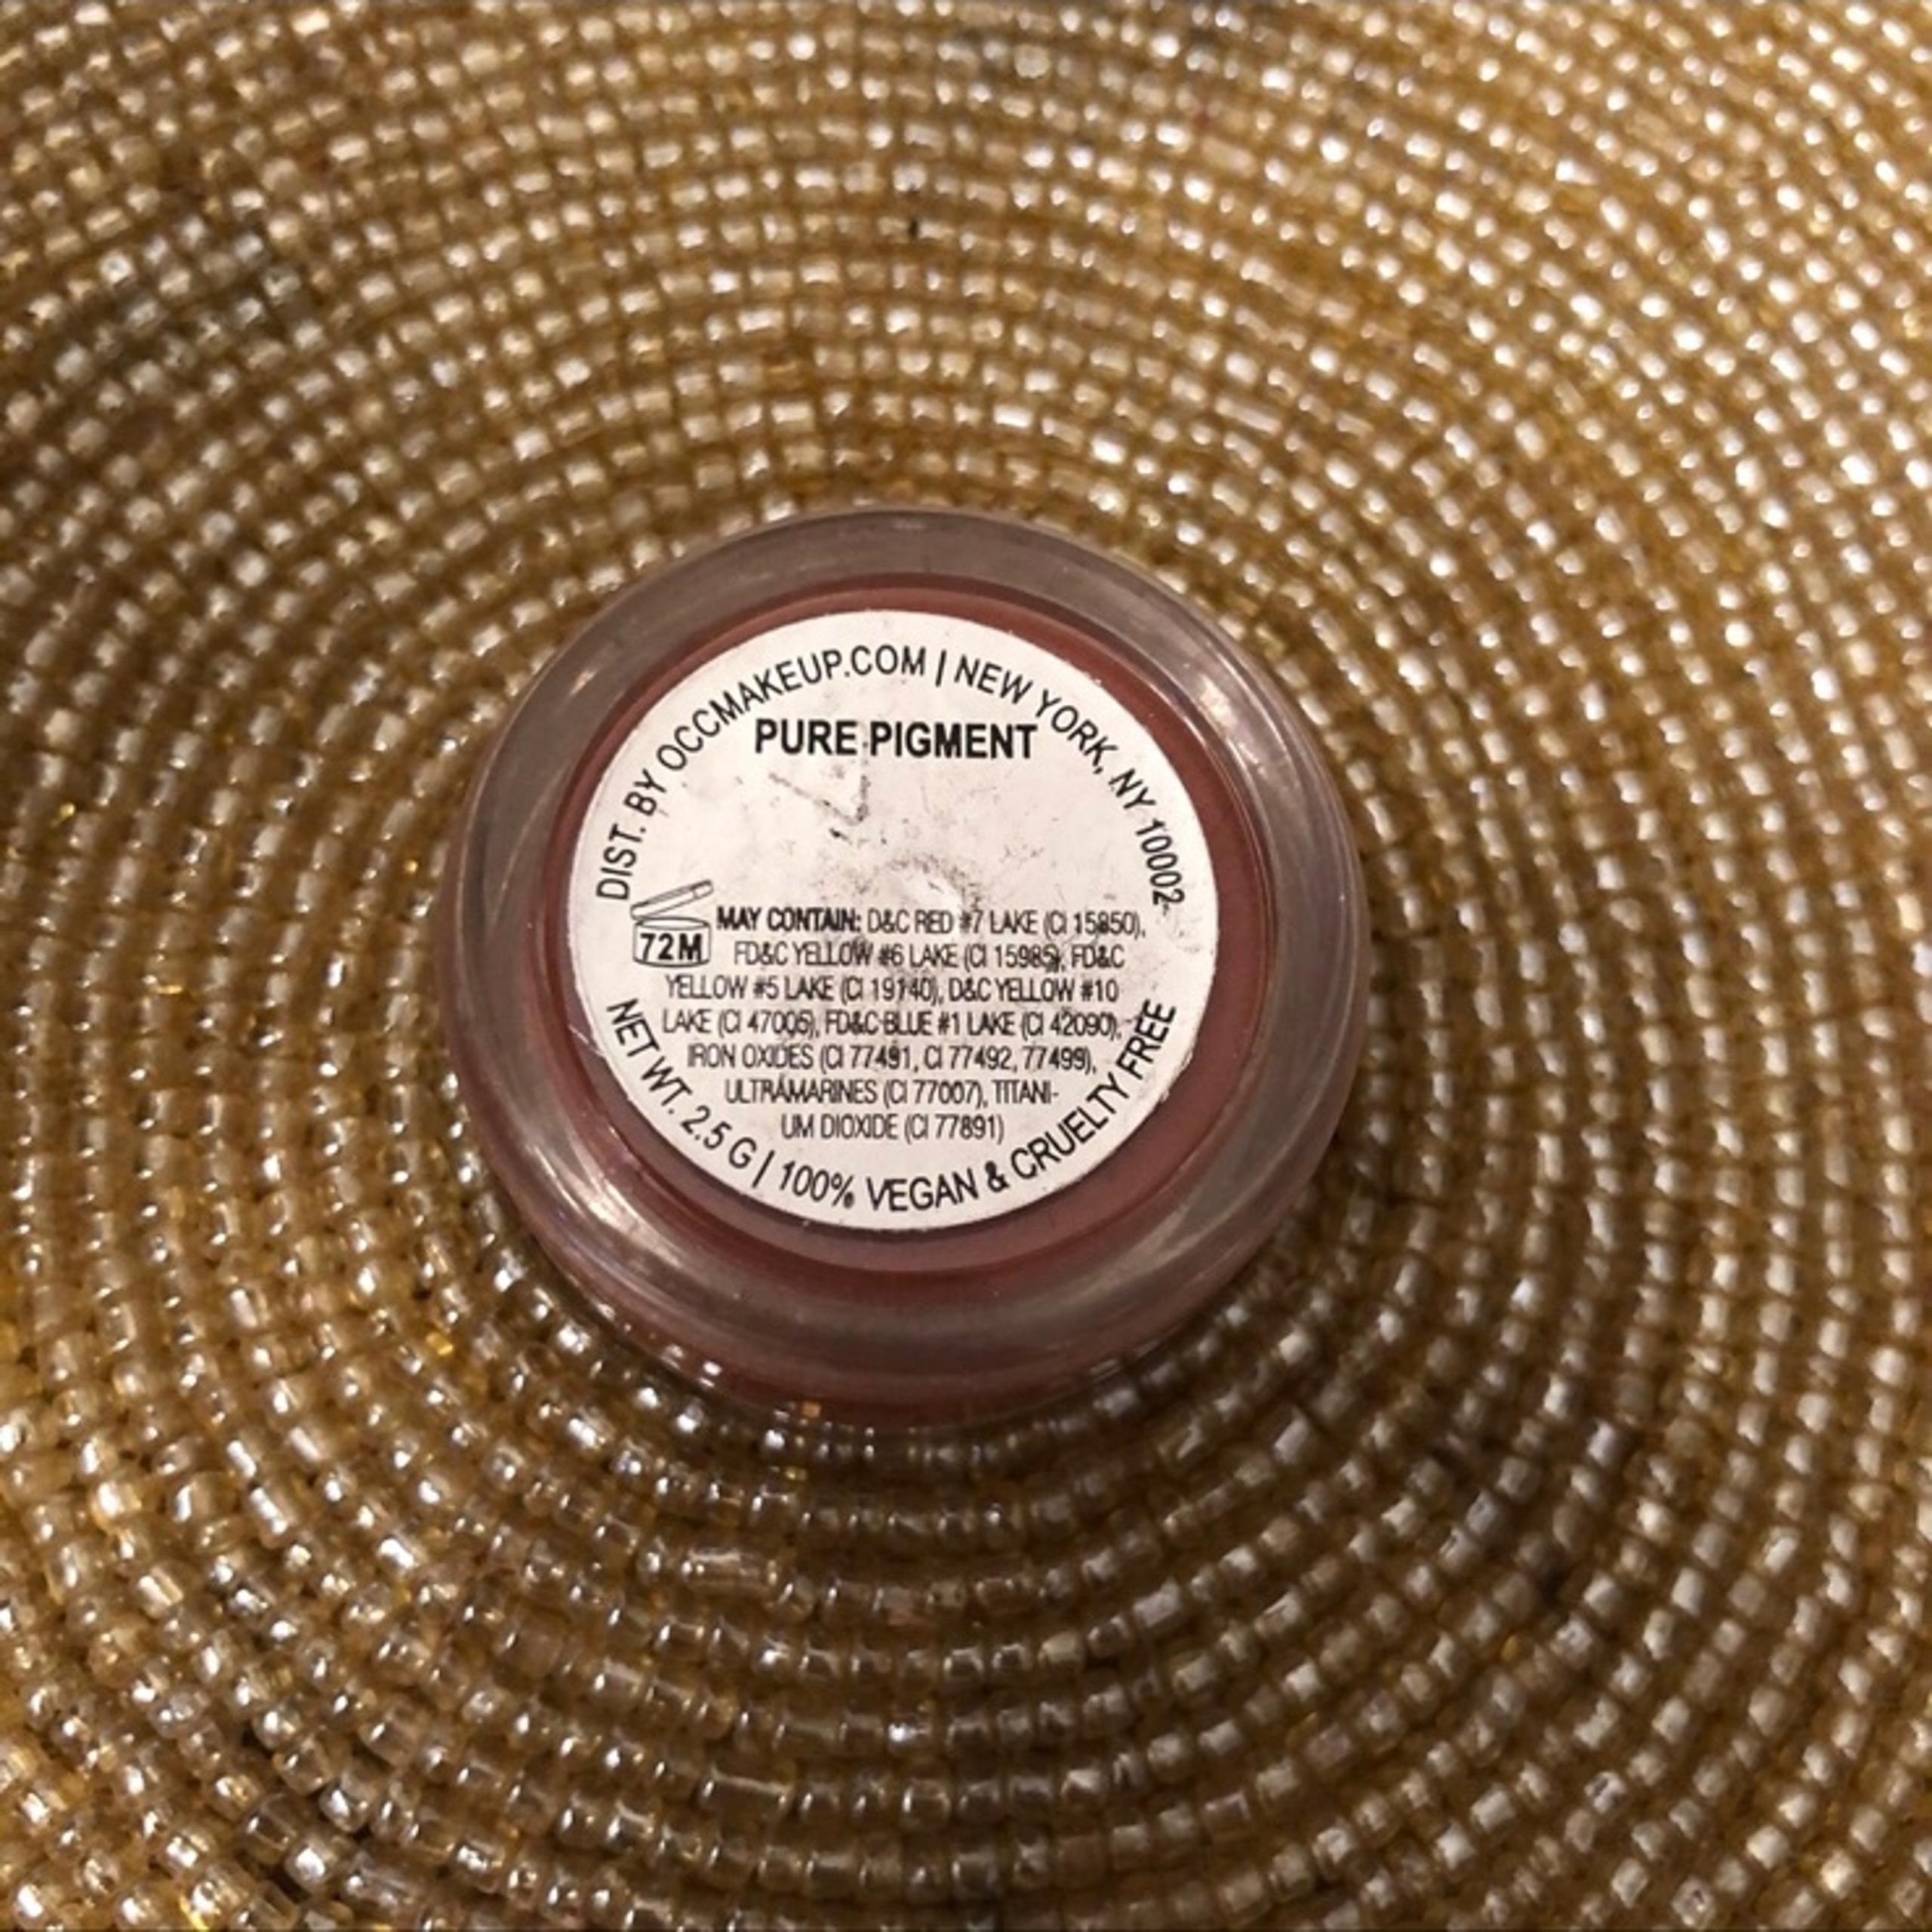 DIST. BY OCCMAKEUP.COM | NEW YORK, NY 10002
PURE PIGMENT
72M
MAY CONTAIN: D&C RED #7 LAKE (CI 15850),
FD&C YELLOW #6 LAKE (CI 15985), FD&C
YELLOW #5 LAKE (CI 19140), D&C YELLOW #10
LAKE (CI 47005), FD&C BLUE #1 LAKE (CI 42090),
IRON OXIDES (CI 77491, CI 77492, 77499),
ULTRAMARINES (CI 77007), TITANI-
UM DIOXIDE (CI 77891)
NET WT. 2.5 G | 100% VEGAN & CRUELTY FREE